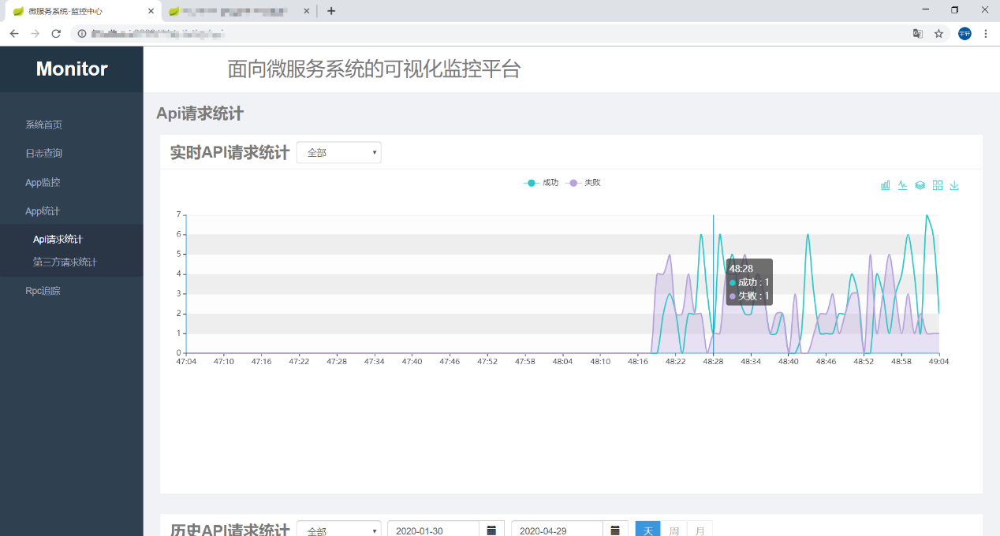 微服务系统-监控中心
宇轩
Monitor
面向微服务系统的可视化监控平台
系统首页
日志查询
App监控
App统计
Api请求统计
第三方请求统计
Rpc追踪
Api请求统计
实时API请求统计 全部
成功 失败
7
6
5
4
3
2
1
0
48:28
成功 : 1
失败 : 1
47:04 47:10 47:16 47:22 47:28 47:34 47:40 47:46 47:52 47:58 48:04 48:10 48:16 48:22 48:28 48:34 48:40 48:46 48:52 48:58 49:04
历史API请求统计 全部 2020-01-30 2020-04-29 天 周 月